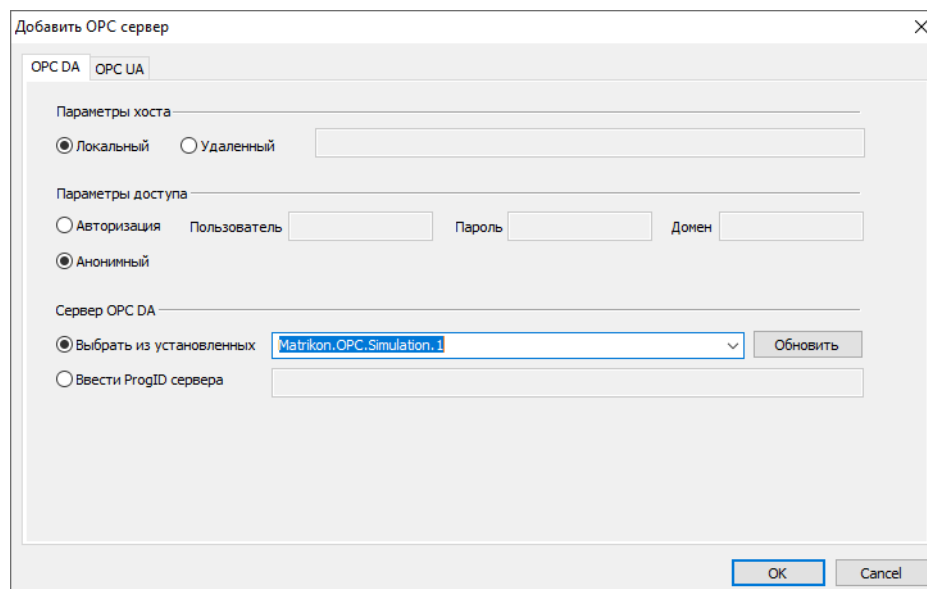 Добавить OPC сервер
OPC DA OPC UA
Параметры хоста
Локальный Удаленный
Параметры доступа
Авторизация Пользователь Пароль Домен
Анонимный
Сервер OPC DA
Выбрать из установленных Matrikon.OPC.Simulation.1 Обновить
Ввести ProgID сервера
OK Cancel